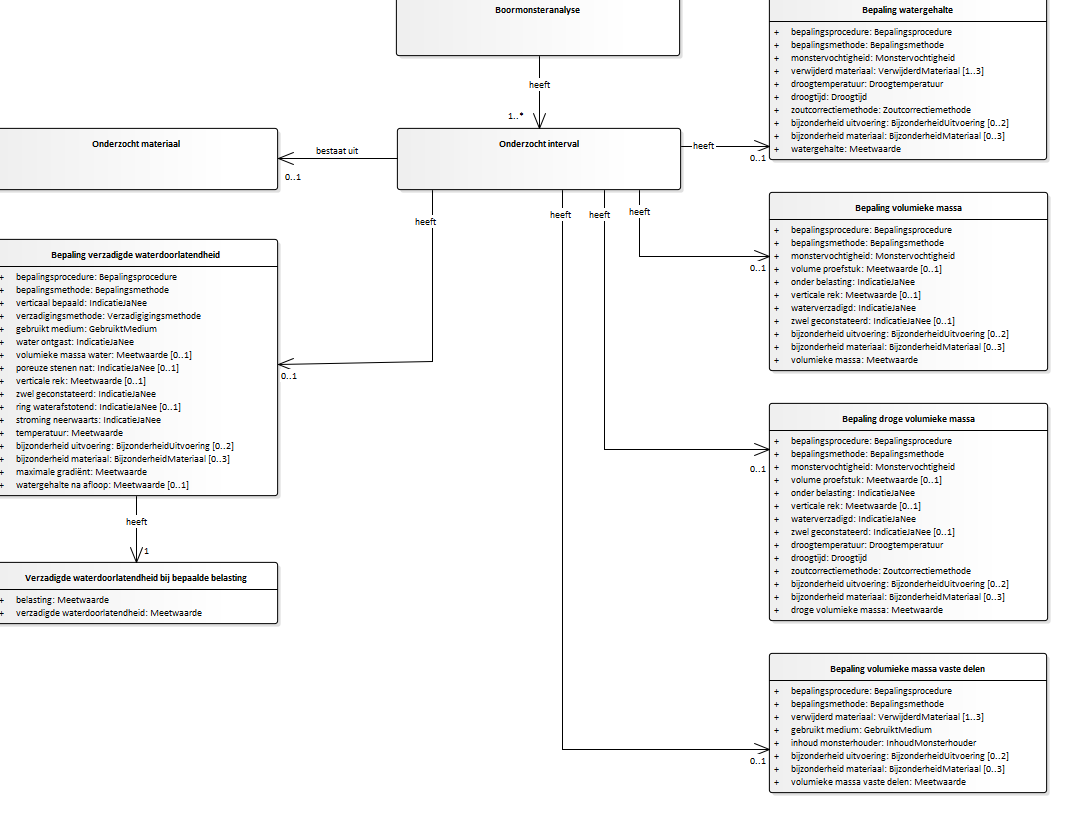 Boormonsteranalyse
heeft
1..*
Onderzocht interval
bestaat uit
0..1
Onderzocht materiaal
heeft
0..1
Bepaling watergehalte
+ bepalingsprocedure: Bepalingsprocedure
+ bepalingsmethode: Bepalingsmethode
+ monstervochtigheid: Monstervochtigheid
+ verwijderd materiaal: VerwijderdMateriaal [1..3]
+ droogtemperatuur: Droogtemperatuur
+ droogtijd: Droogtijd
+ zoutcorrectiemethode: Zoutcorrectiemethode
+ bijzonderheid uitvoering: BijzonderheidUitvoering [0..2]
+ bijzonderheid materiaal: BijzonderheidMateriaal [0..3]
+ watergehalte: Meetwaarde
heeft
heeft
heeft
heeft
0..1
Bepaling verzadigde waterdoorlatendheid
+ bepalingsprocedure: Bepalingsprocedure
+ bepalingsmethode: Bepalingsmethode
+ verticaal bepaald: IndicatieJaNee
+ verzadigingsmethode: Verzadigigingsmethode
+ gebruikt medium: GebruiktMedium
+ water ontgast: IndicatieJaNee
+ volumieke massa water: Meetwaarde [0..1]
+ poreuze stenen nat: IndicatieJaNee [0..1]
+ verticale rek: Meetwaarde [0..1]
+ zwel geconstateerd: IndicatieJaNee
+ ring waterafstotend: IndicatieJaNee [0..1]
+ stroming neerwaarts: IndicatieJaNee
+ temperatuur: Meetwaarde
+ bijzonderheid uitvoering: BijzonderheidUitvoering [0..2]
+ bijzonderheid materiaal: BijzonderheidMateriaal [0..3]
+ maximale gradiënt: Meetwaarde
+ watergehalte na afloop: Meetwaarde [0..1]
heeft
1
Verzadigde waterdoorlatendheid bij bepaalde belasting
+ belasting: Meetwaarde
+ verzadigde waterdoorlatendheid: Meetwaarde
0..1
Bepaling volumieke massa
+ bepalingsprocedure: Bepalingsprocedure
+ bepalingsmethode: Bepalingsmethode
+ monstervochtigheid: Monstervochtigheid
+ volume proefstuk: Meetwaarde [0..1]
+ onder belasting: IndicatieJaNee
+ verticale rek: Meetwaarde [0..1]
+ waterverzadigd: IndicatieJaNee
+ zwel geconstateerd: IndicatieJaNee [0..1]
+ bijzonderheid uitvoering: BijzonderheidUitvoering [0..2]
+ bijzonderheid materiaal: BijzonderheidMateriaal [0..3]
+ volumieke massa: Meetwaarde
0..1
Bepaling droge volumieke massa
+ bepalingsprocedure: Bepalingsprocedure
+ bepalingsmethode: Bepalingsmethode
+ monstervochtigheid: Monstervochtigheid
+ volume proefstuk: Meetwaarde [0..1]
+ onder belasting: IndicatieJaNee
+ verticale rek: Meetwaarde [0..1]
+ waterverzadigd: IndicatieJaNee
+ zwel geconstateerd: IndicatieJaNee [0..1]
+ droogtemperatuur: Droogtemperatuur
+ droogtijd: Droogtijd
+ zoutcorrectiemethode: Zoutcorrectiemethode
+ bijzonderheid uitvoering: BijzonderheidUitvoering [0..2]
+ bijzonderheid materiaal: BijzonderheidMateriaal [0..3]
+ droge volumieke massa: Meetwaarde
0..1
Bepaling volumieke massa vaste delen
+ bepalingsprocedure: Bepalingsprocedure
+ bepalingsmethode: Bepalingsmethode
+ verwijderd materiaal: VerwijderdMateriaal [1..3]
+ gebruikt medium: GebruiktMedium
+ inhoud monsterhouder: InhoudMonsterhouder
+ bijzonderheid uitvoering: BijzonderheidUitvoering [0..2]
+ bijzonderheid materiaal: BijzonderheidMateriaal [0..3]
+ volumieke massa vaste delen: Meetwaarde